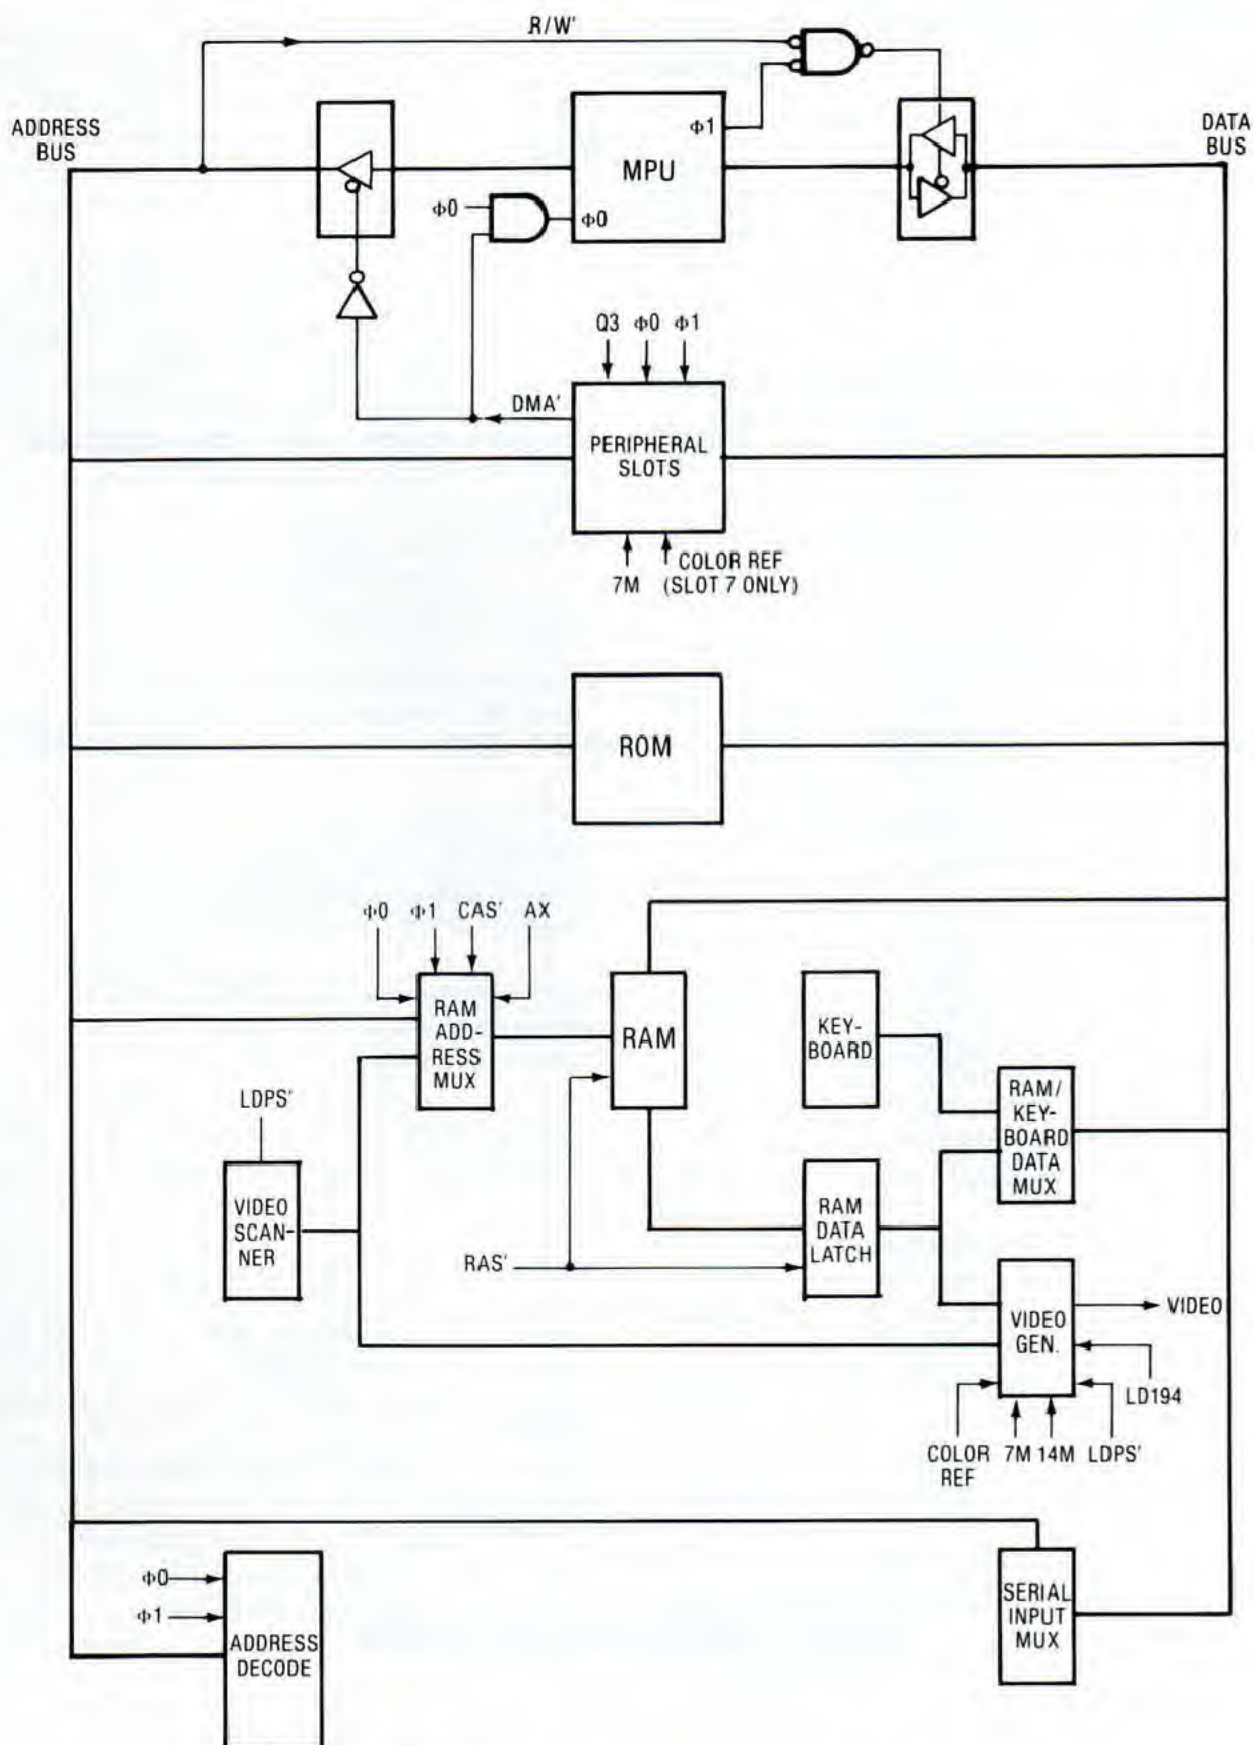 R/W'
ADDRESS
BUS
DATA
BUS
Φ1
MPU
Φ0
Φ0
Q3 Φ0 Φ1
DMA'
PERIPHERAL
SLOTS
7M
COLOR REF
(SLOT 7 ONLY)
ROM
Φ0 Φ1 CAS' AX
RAM
ADD-
RESS
MUX
RAM
KEY-
BOARD
RAM/
KEY-
BOARD
DATA
MUX
LDPS'
VIDEO
SCAN-
NER
RAM
DATA
LATCH
RAS'
VIDEO
GEN.
VIDEO
LD194
COLOR
REF
7M 14M LDPS'
Φ0
Φ1
ADDRESS
DECODE
SERIAL
INPUT
MUX